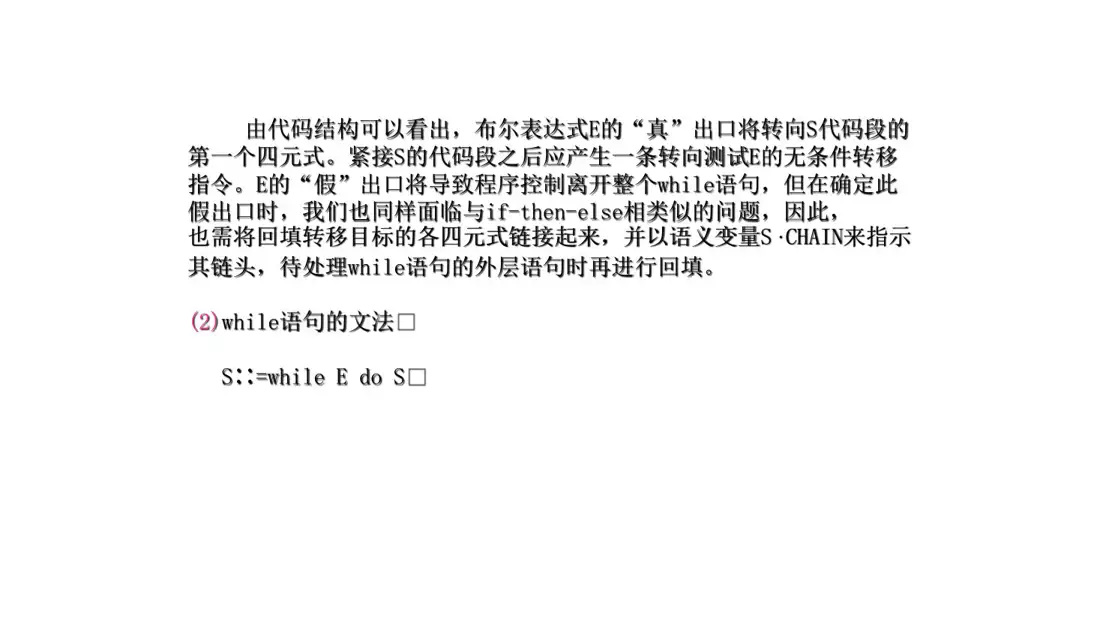 由代码结构可以看出，布尔表达式E的“真”出口将转向S代码段的
第一个四元式。紧接S的代码段之后应产生一条转向测试E的无条件转移
指令。E的“假”出口将导致程序控制离开整个while语句，但在确定此
假出口时，我们也同样面临与if-then-else相类似的问题，因此，
也需将回填转移目标的各四元式链接起来，并以语义变量S·CHAIN来指示
其链头，待处理while语句的外层语句时再进行回填。
(2)while语句的文法□
S∷=while E do S□